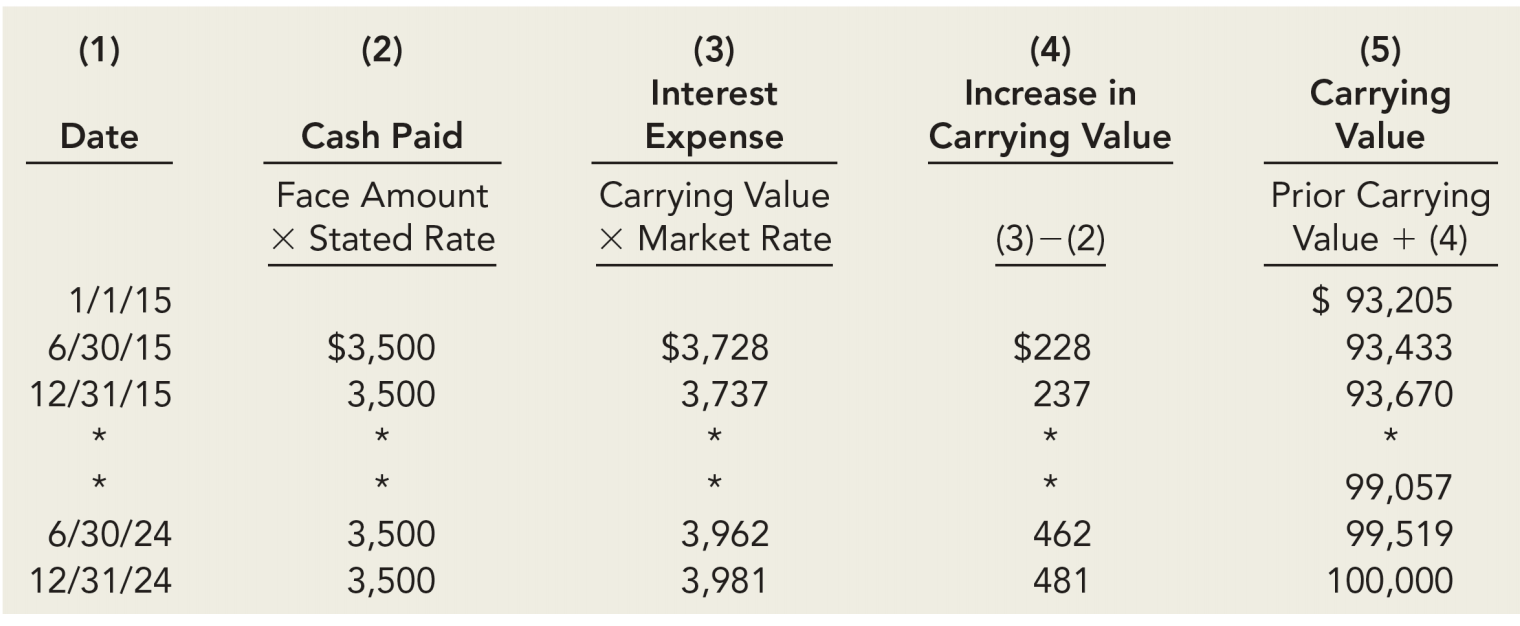 (1) (2) (3) (4) (5)
Interest Increase in Carrying
Date Cash Paid Expense Carrying Value Value
Face Amount Carrying Value Prior Carrying
× Stated Rate × Market Rate (3)–(2) Value + (4)
1/1/15 $ 93,205
6/30/15 $3,500 $3,728 $228 93,433
12/31/15 3,500 3,737 237 93,670
* * * * *
* * * * 99,057
6/30/24 3,500 3,962 462 99,519
12/31/24 3,500 3,981 481 100,000